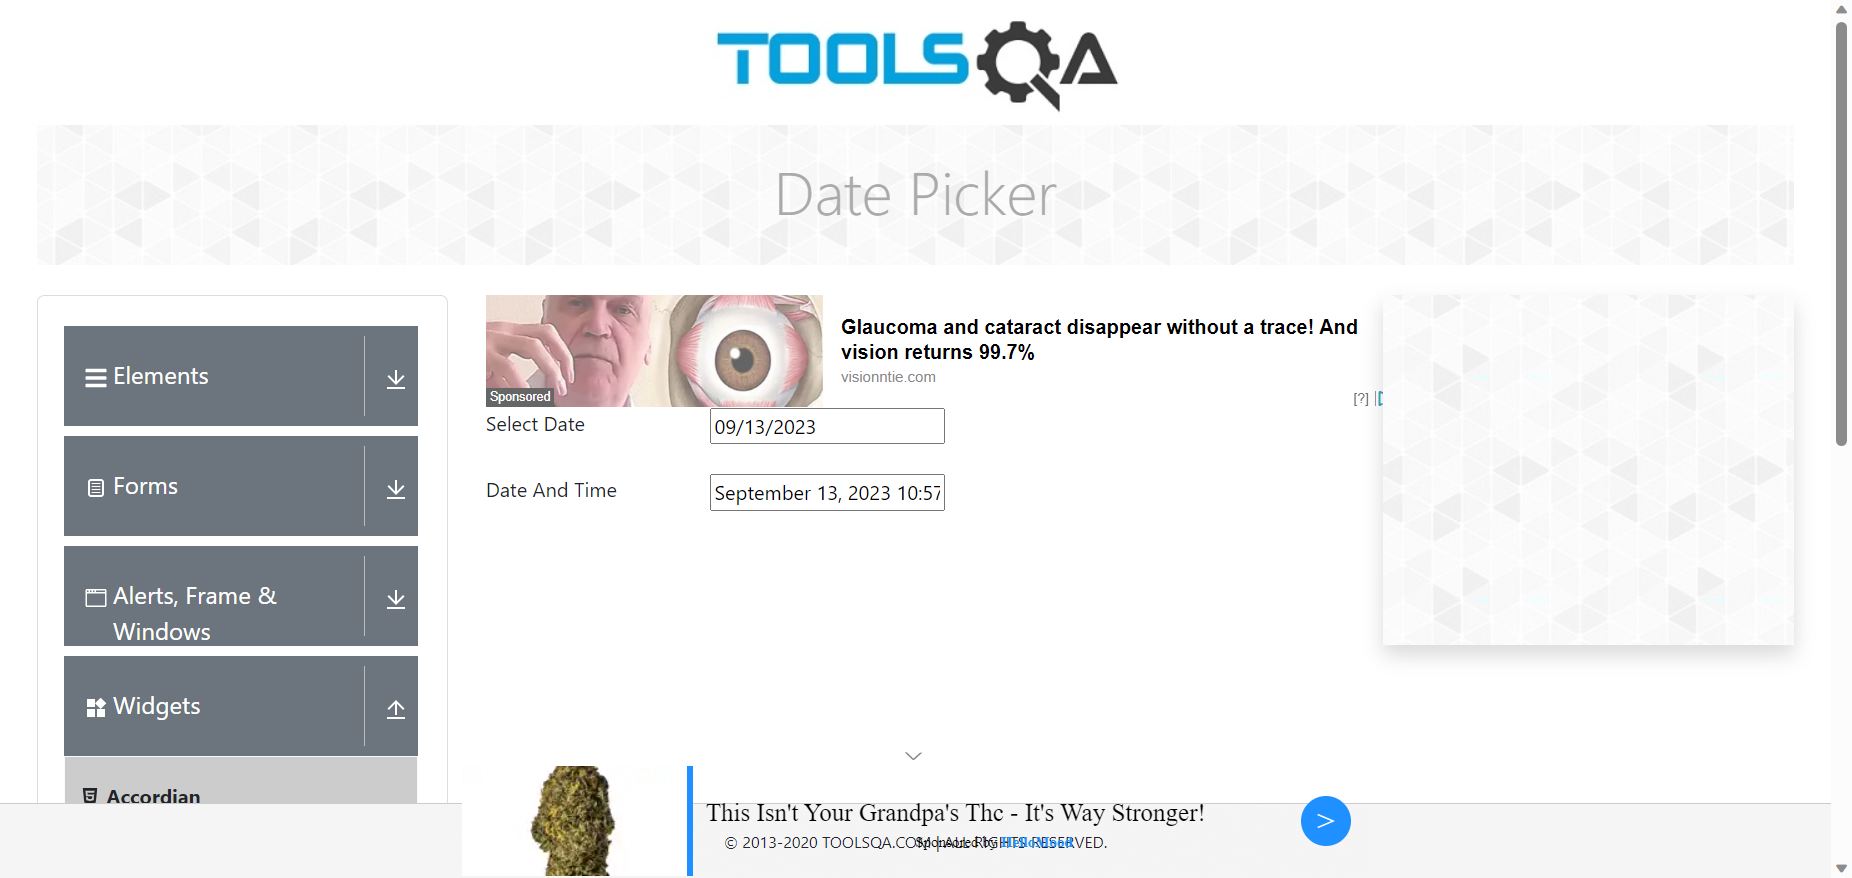 TOOLSQA
Date Picker
Elements
Forms
Alerts, Frame &
Windows
Widgets
Accordian
Glaucoma and cataract disappear without a trace! And
vision returns 99.7%
visionntie.com
Sponsored
[?]
Select Date
09/13/2023
Date And Time
September 13, 2023 10:57
This Isn't Your Grandpa's Thc - It's Way Stronger!
>
© 2013-2020 TOOLSQA.COM | ALL RIGHTS RESERVED.
Sponsored by